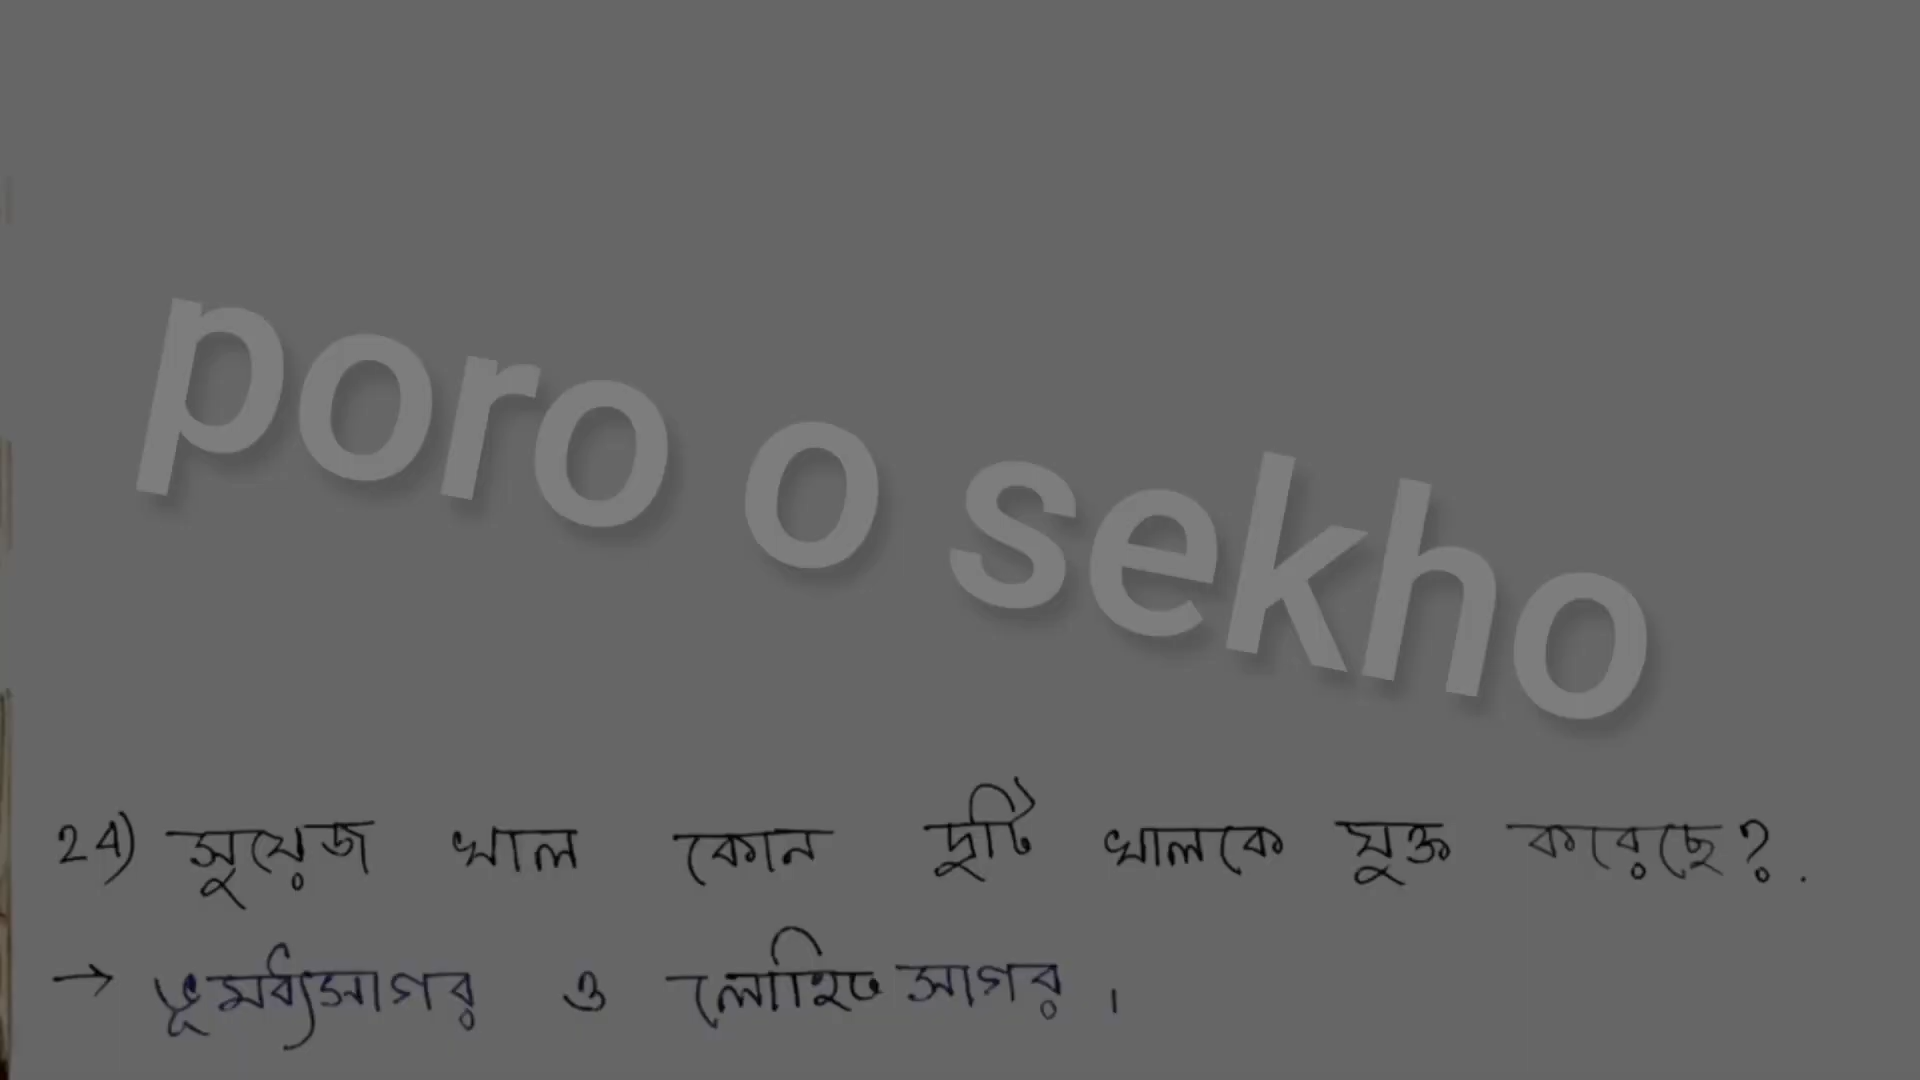 poro o sekho
24) সুয়েজ খাল কোন দুটি খালকে যুক্ত করেছে?.
→ ভূমধ্যসাগর ও লোহিত সাগর ।